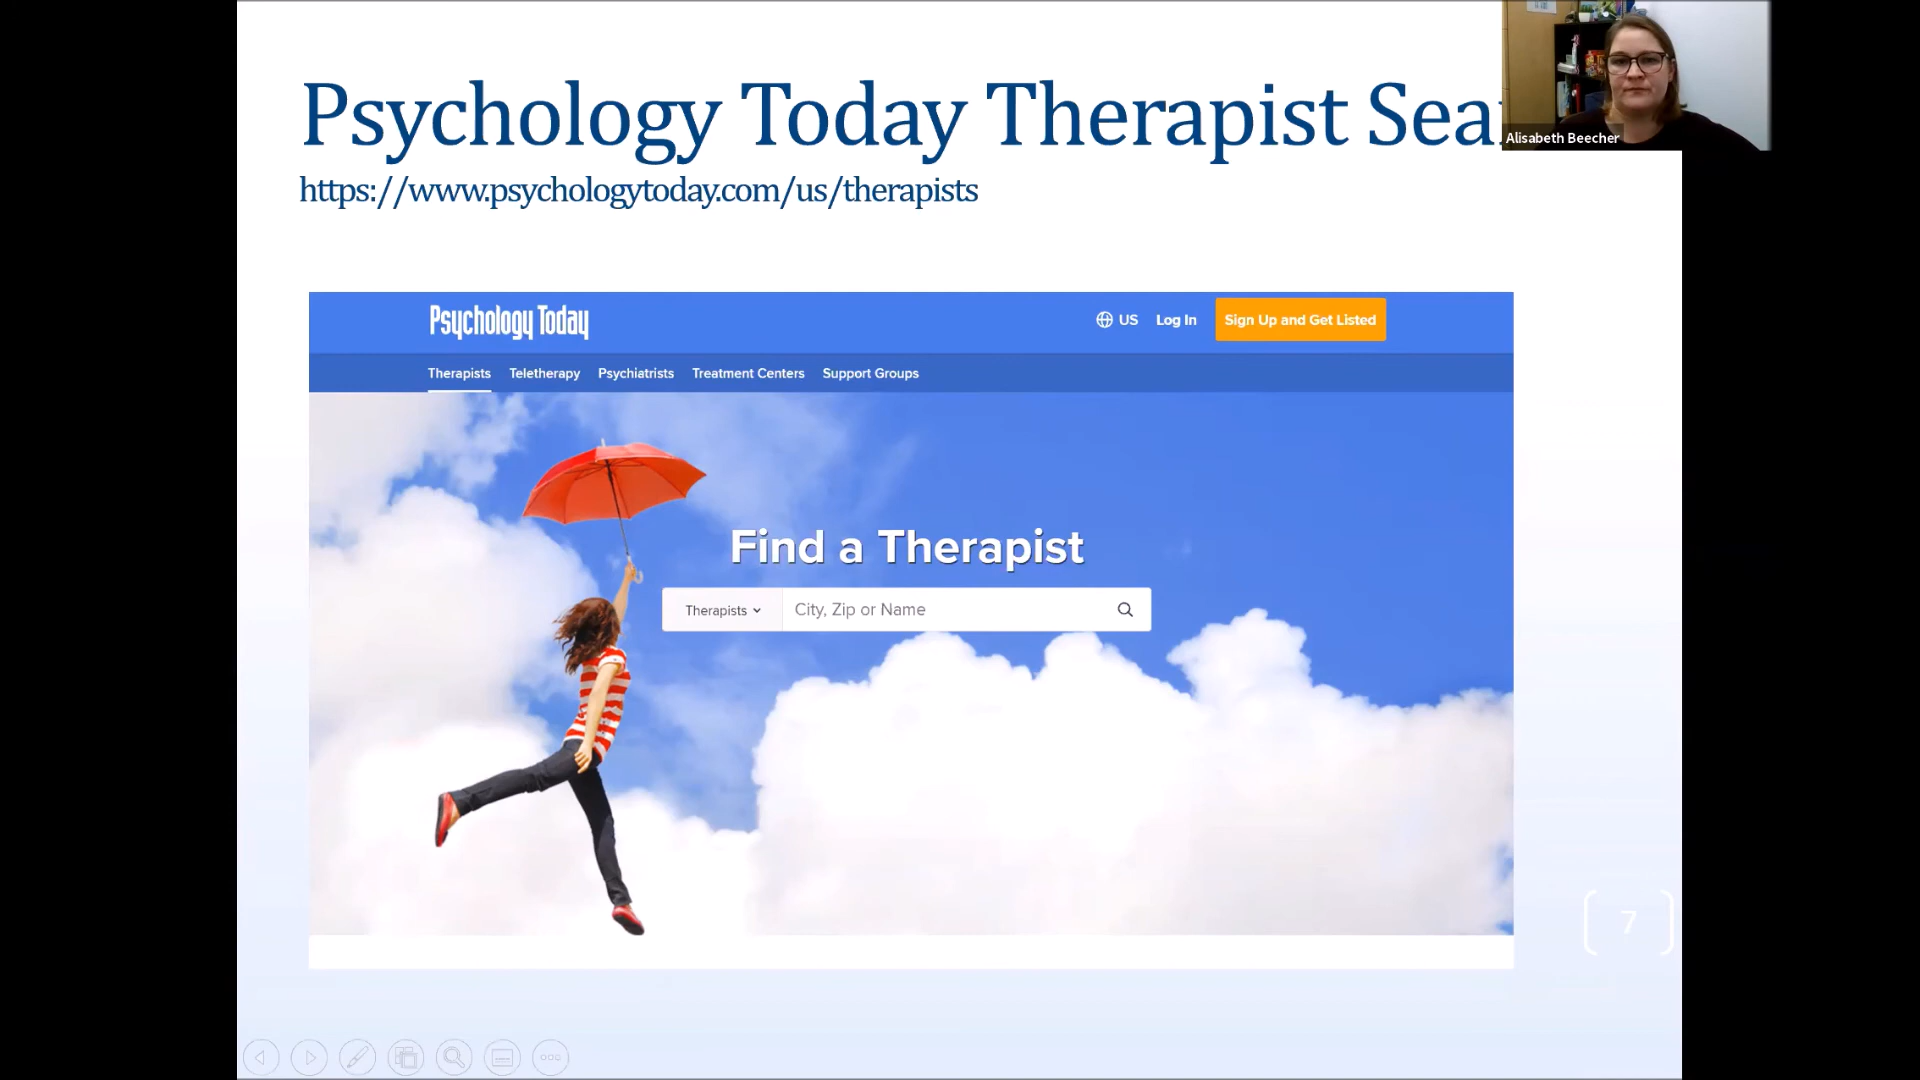 Psychology Today Therapist Sea
Alisabeth Beecher
https://www.psychologytoday.com/us/therapists
Psychology Today
US Log In Sign Up and Get Listed
Therapists Teletherapy Psychiatrists Treatment Centers Support Groups
Find a Therapist
Therapists City, Zip or Name
7